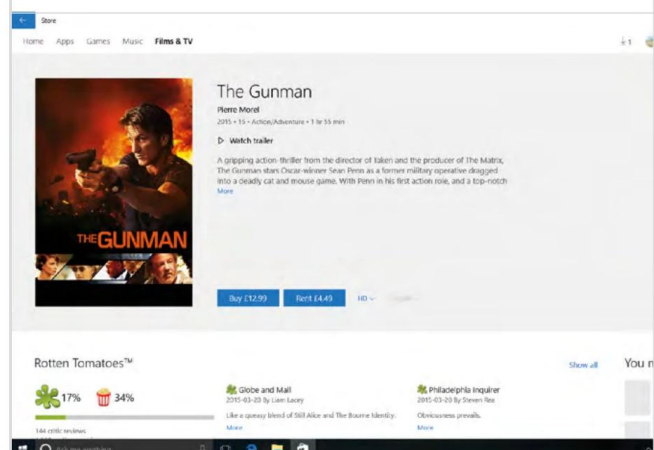 Store
Home Apps Games Music Films & TV
1
The Gunman
Pierre Morel
2015 • 15 • Action/Adventure • 1 hr 55 min
Watch trailer
A gripping action-thriller from the director of Taken and the producer of The Matrix,
The Gunman stars Oscar-winner Sean Penn as a former military operative dragged
into a deadly cat and mouse game. With Penn in his first action role, and a top-notch
More
THE GUNMAN
Buy £12.99 Rent £4.49 HD
Rotten Tomatoes™ Show all
17% 34%
144 critic reviews
Globe and Mail
2015-03-20 By Liam Lacey
Like a queasy blend of Still Alice and The Bourne Identity.
More
Philadelphia Inquirer
2015-03-20 By Steven Rea
Obviousness prevails.
More
You